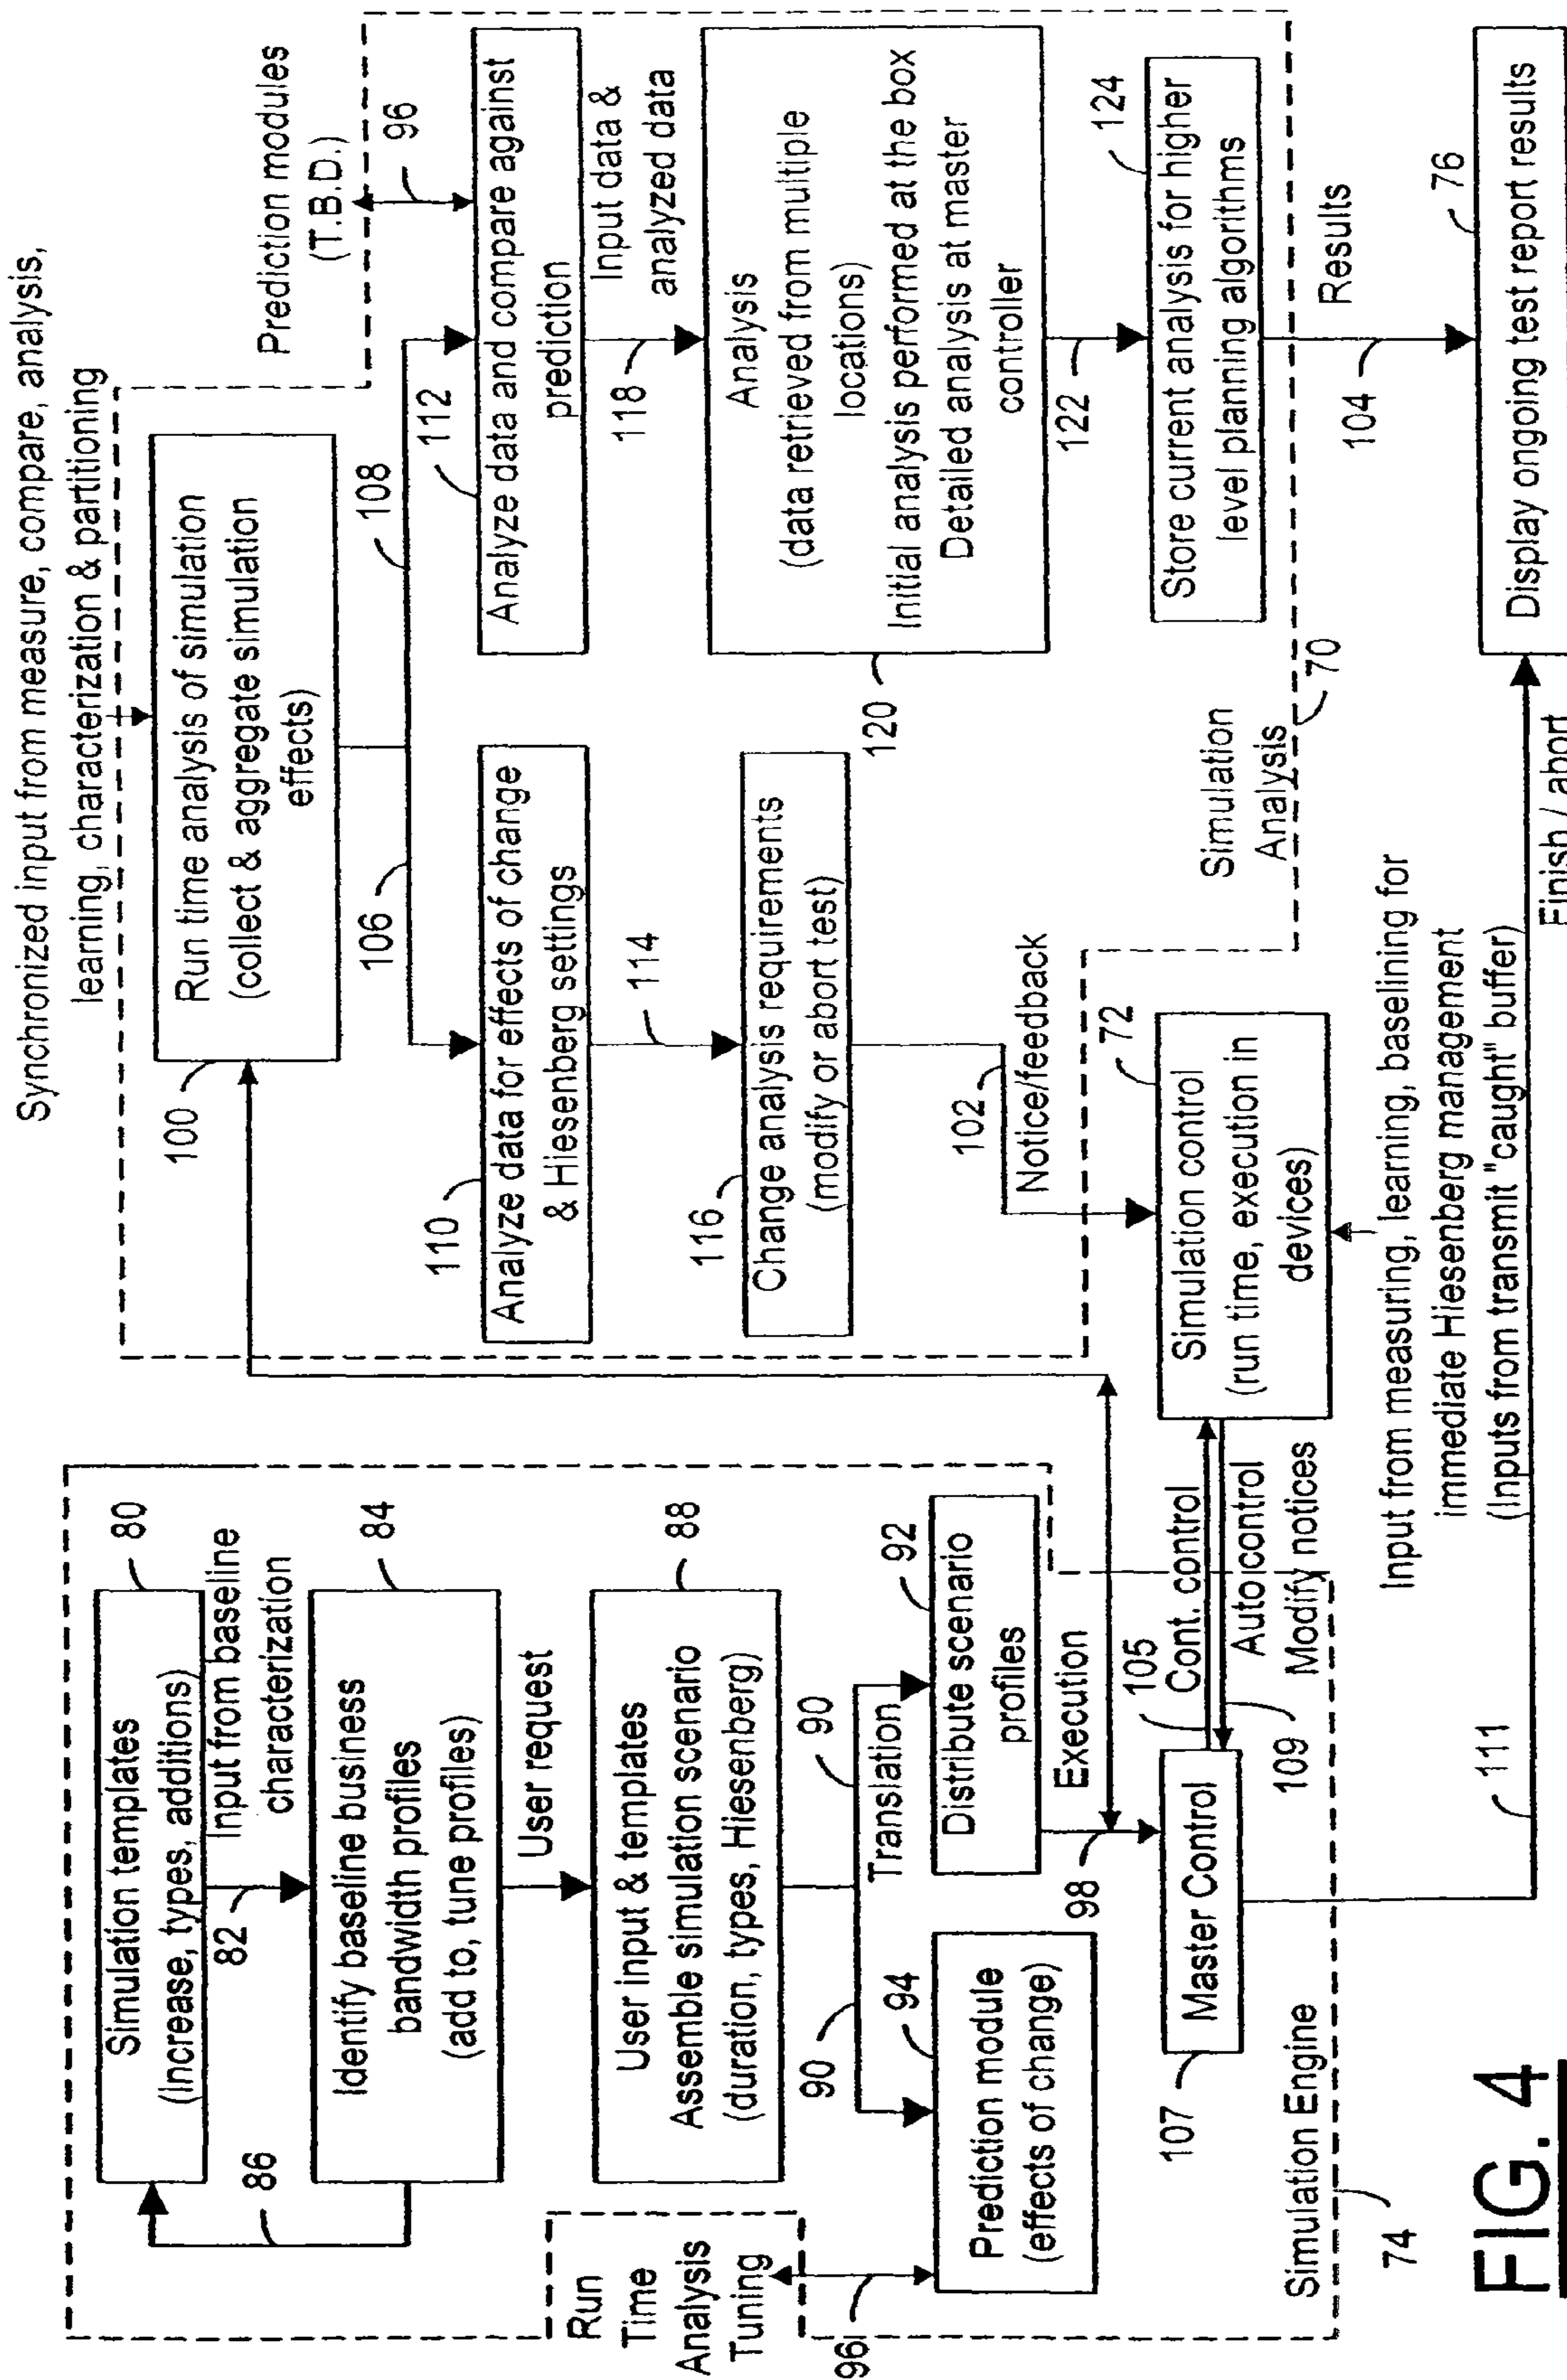 Synchronized input from measure, compare, analysis,
learning, characterization & partitioning
Run time analysis of simulation
(collect & aggregate simulation
effects)
100
106
108
Prediction modules
(T.B.D.)
96
110
Analyze data for effects of change
& Hiesenberg settings
114
116
Change analysis requirements
(modify or abort test)
102
Notice/feedback
112
Analyze data and compare against
prediction
118
Input data &
analyzed data
Analysis
(data retrieved from multiple
locations)
Initial analysis performed at the box
Detailed analysis at master
controller
120
122
124
Store current analysis for higher
level planning algorithms
Simulation
Analysis
70
104
Results
76
Display ongoing test report results
72
Simulation control
(run time, execution in
devices)
Input from measuring, learning, baselining for
immediate Hiesenberg management
(Inputs from transmit "caught" buffer)
Finish / abort
80
Simulation templates
(increase, types, additions)
82
Input from baseline
characterization
84
Identify baseline business
bandwidth profiles
(add to, tune profiles)
86
User request
88
User input & templates
Assemble simulation scenario
(duration, types, Hiesenberg)
90
90
Translation
92
Distribute scenario
profiles
94
Prediction module
(effects of change)
Run
Time
Analysis
Tuning
96
98
Execution
105
Cont. control
Auto control
Modify notices
109
Master Control
107
111
Simulation Engine
74
FIG. 4